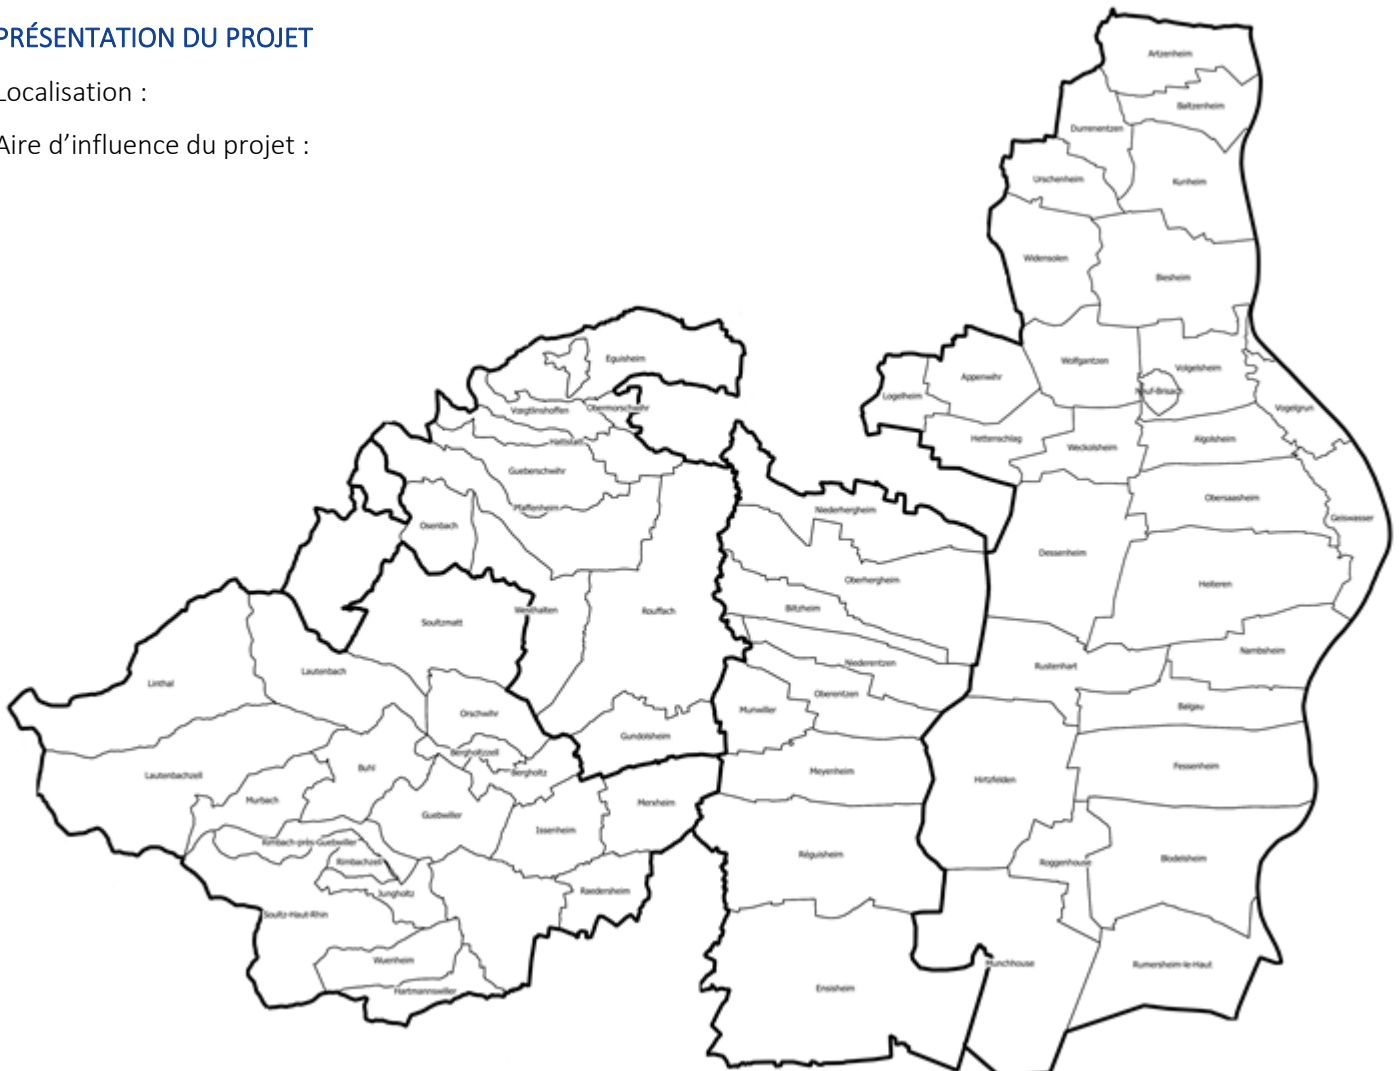 PRÉSENTATION DU PROJET
Localisation :
Aire d'influence du projet :
Artzenheim
Baltzenheim
Durrenentzen
Urschenheim
Kunheim
Widensolen
Biesheim
Eguisheim
Wolfgantzen
Volgelsheim
Appenwihr
Neuf-Brisach
Logelheim
Vogelgrun
Vœgtlinshoffen
Obermorschwihr
Hettenschlag
Algolsheim
Hattstatt
Weckolsheim
Gueberschwihr
Obersaasheim
Pfaffenheim
Niederhergheim
Geiswasser
Osenbach
Dessenheim
Oberhergheim
Heiteren
Biltzheim
Westhalten
Rouffach
Soultzmatt
Nambsheim
Niederentzen
Rustenhart
Lautenbach
Linthal
Oberentzen
Balgau
Munwiller
Orschwihr
Gundolsheim
Bergholtzzell
Fessenheim
Buhl
Bergholtz
Meyenheim
Lautenbachzell
Hirtzfelden
Murbach
Merxheim
Guebwiller
Issenheim
Rimbach-près-Guebwiller
Réguisheim
Blodelsheim
Rimbachzell
Roggenhouse
Jungholtz
Raedersheim
Soultz-Haut-Rhin
Wuenheim
Munchhouse
Rumersheim-le-Haut
Ensisheim
Hartmannswiller